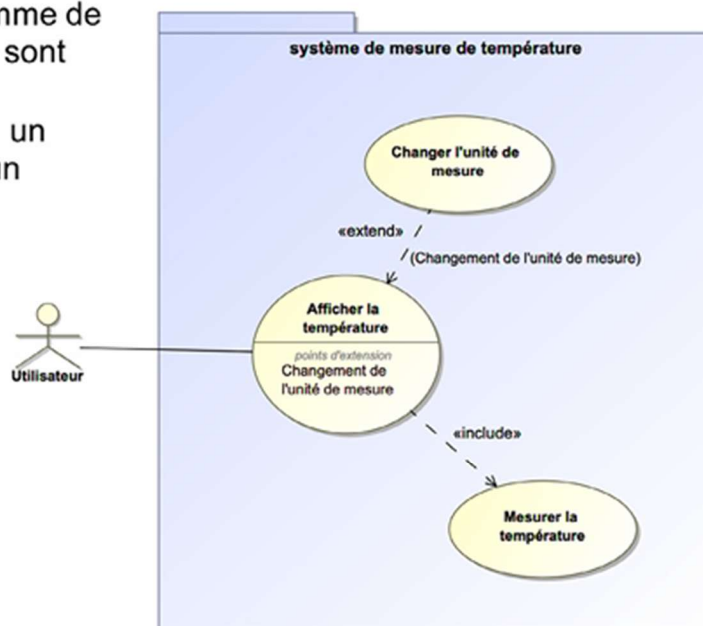 mme de
sont
un
un
système de mesure de température
Changer l'unité de
mesure
«extend»
(Changement de l'unité de mesure)
Afficher la
température
points d'extension
Changement de
l'unité de mesure
Utilisateur
«include»
Mesurer la
température